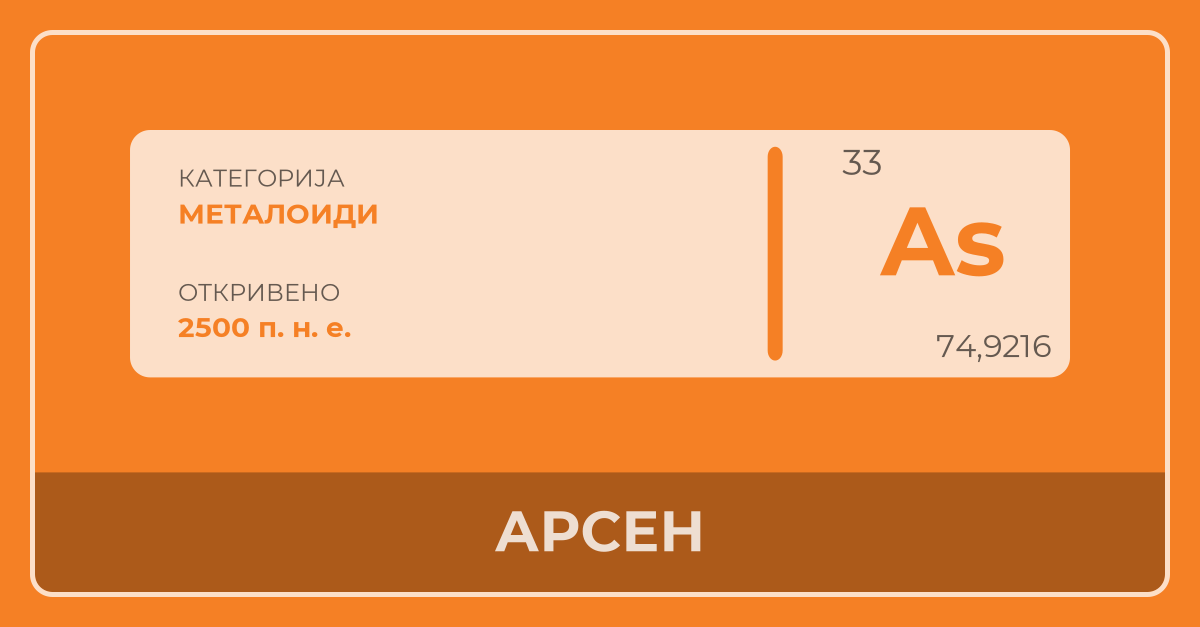 КАТЕГОРИЈА
МЕТАЛОИДИ
ОТКРИВЕНО
2500 п. н. е.
33
As
74,9216
АРСЕН